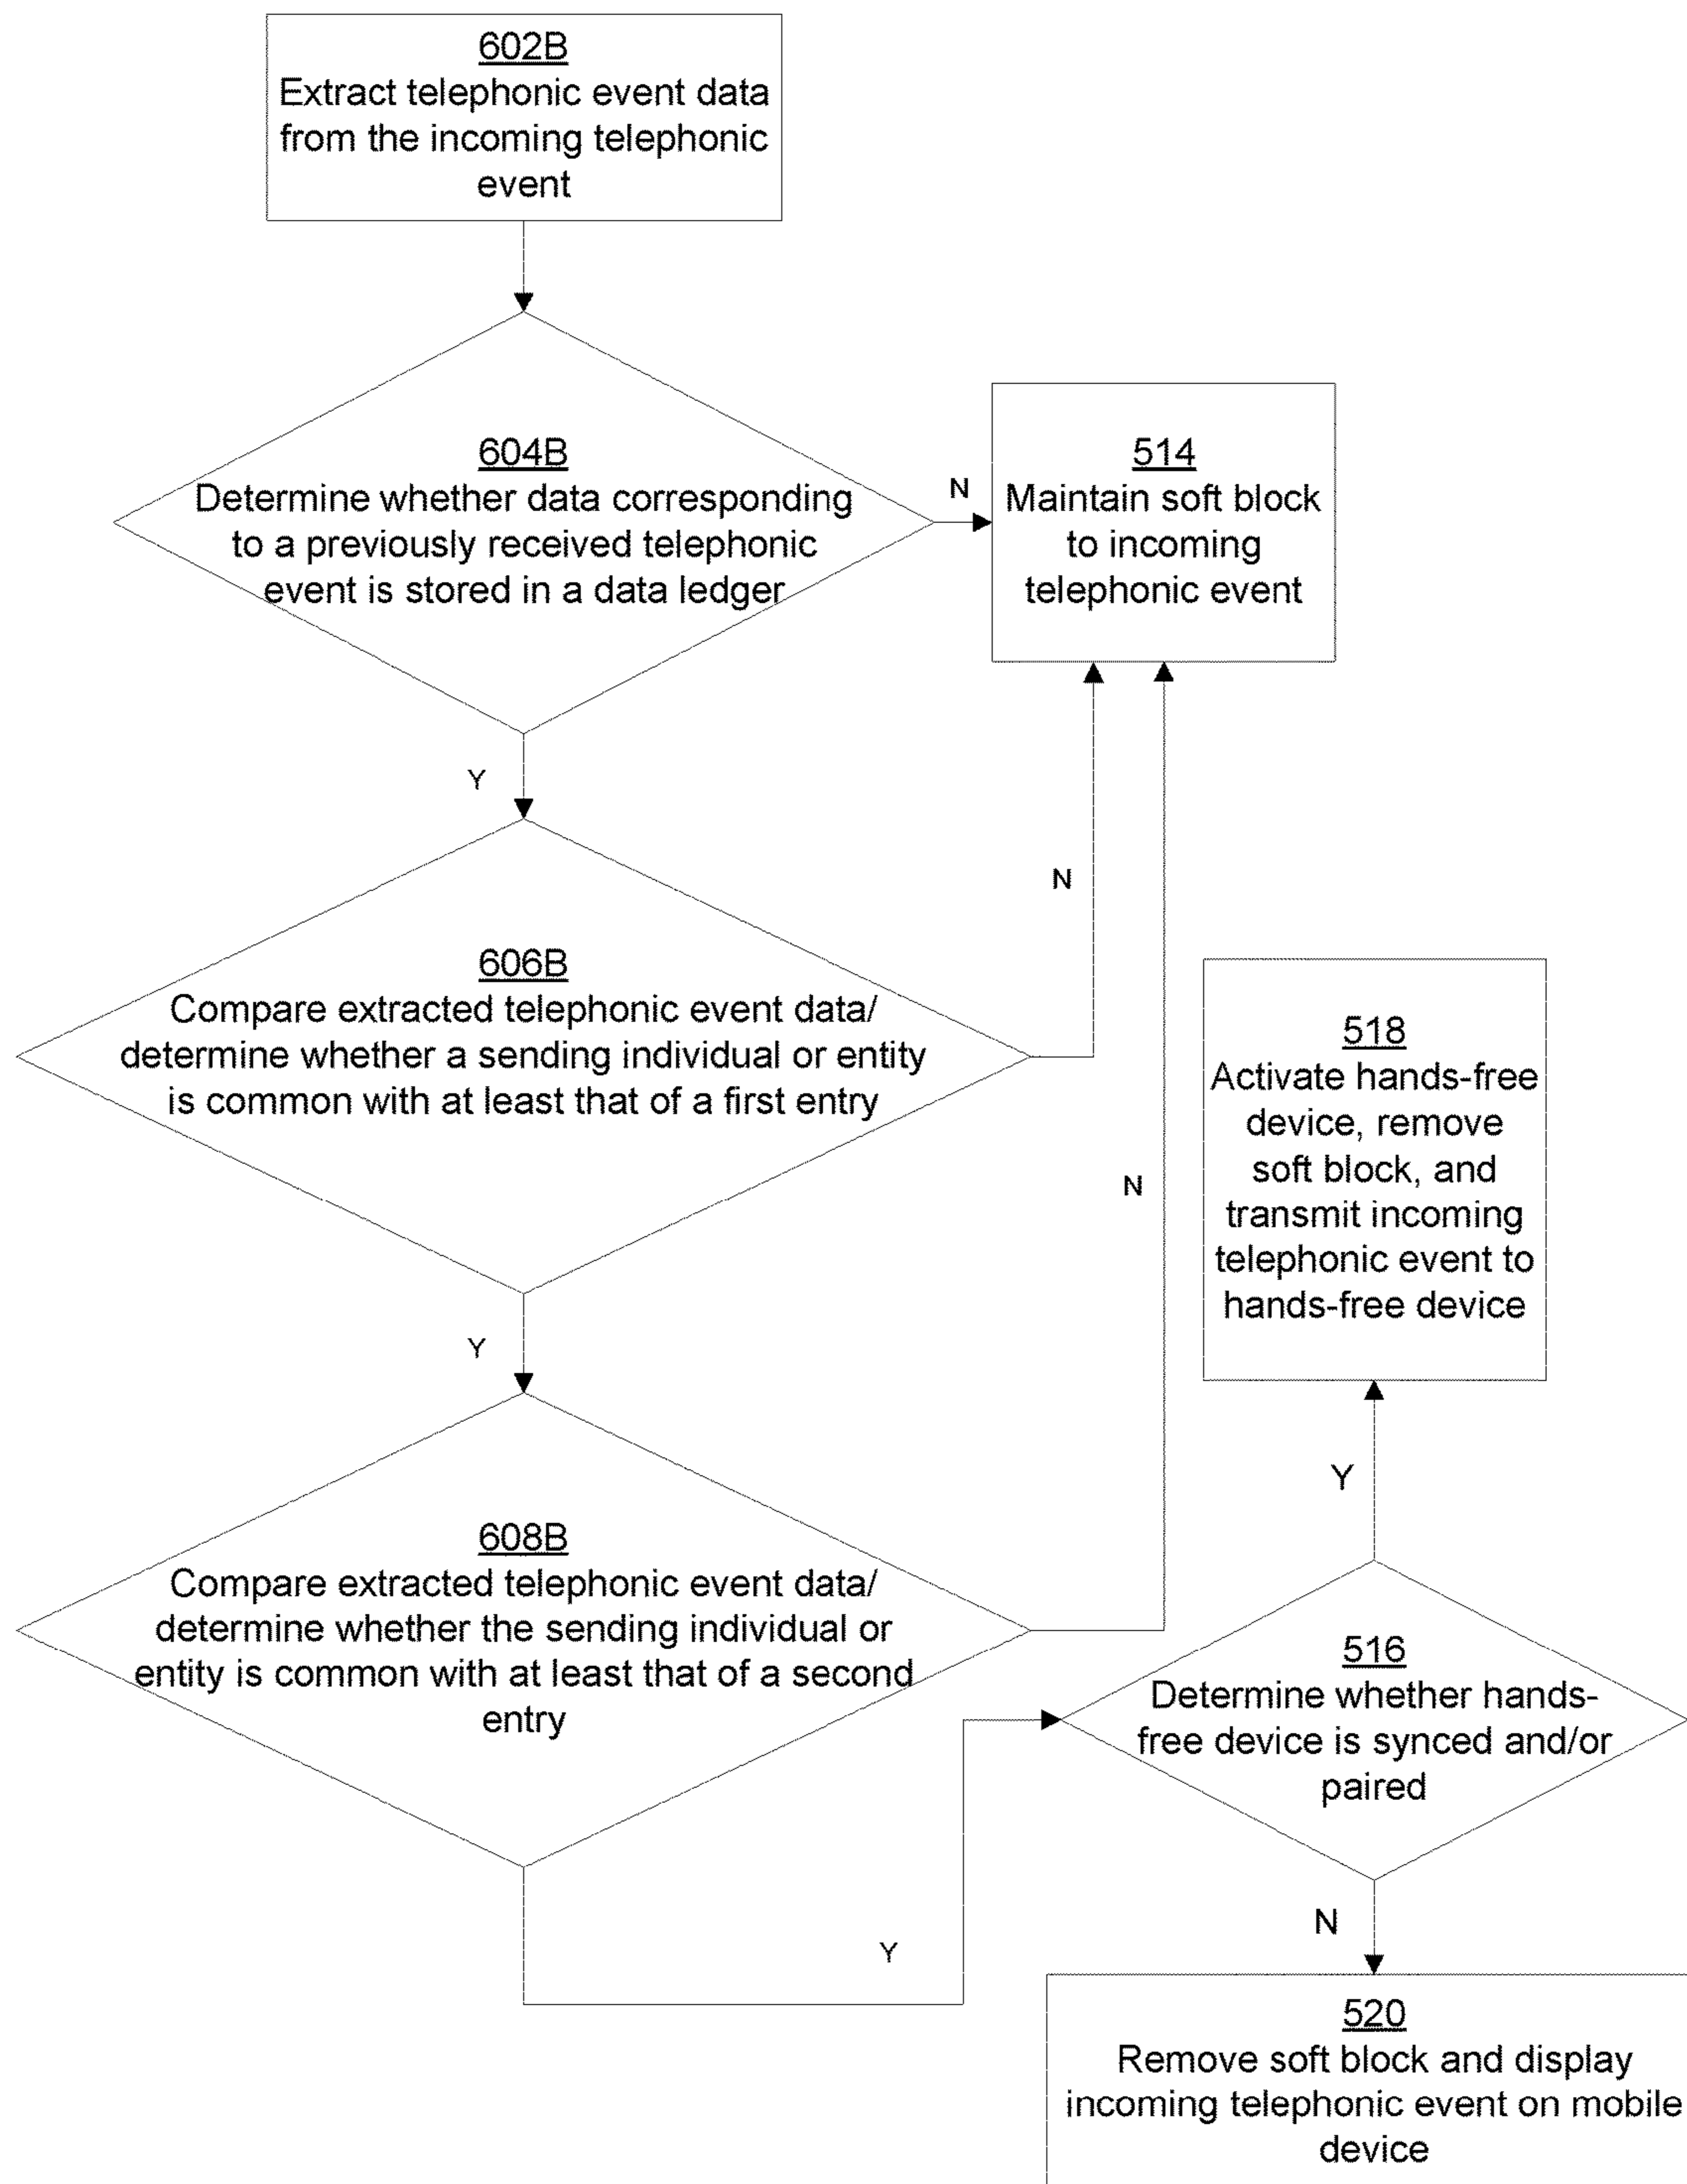 602B
Extract telephonic event data
from the incoming telephonic
event
604B
Determine whether data corresponding
to a previously received telephonic
event is stored in a data ledger
N
514
Maintain soft block
to incoming
telephonic event
Y
N
606B
Compare extracted telephonic event data/
determine whether a sending individual or entity
is common with at least that of a first entry
518
Activate hands-free
device, remove
soft block, and
transmit incoming
telephonic event to
hands-free device
N
Y
Y
608B
Compare extracted telephonic event data/
determine whether the sending individual or
entity is common with at least that of a second
entry
516
Determine whether hands-
free device is synced and/or
paired
N
Y
520
Remove soft block and display
incoming telephonic event on mobile
device